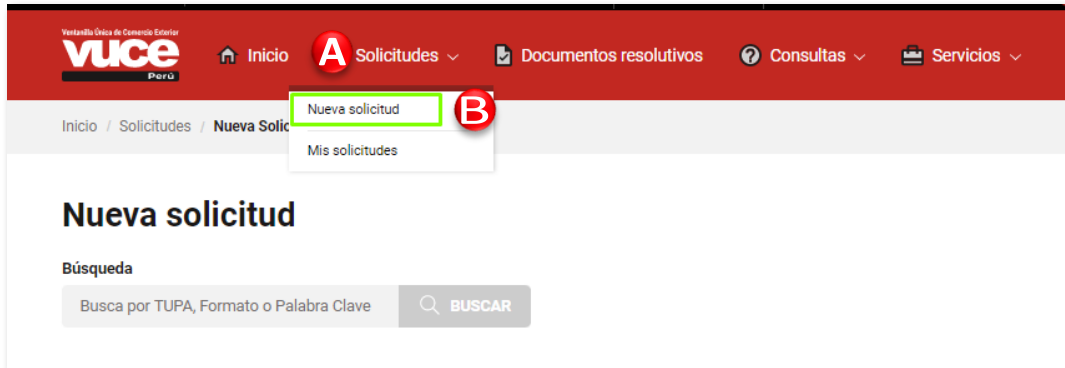 Ventanilla Única de Comercio Exterior
vuce
Perú
Inicio
A
Solicitudes
Documentos resolutivos
Consultas
Servicios
Nueva solicitud
B
Inicio / Solicitudes / Nueva Solic
Mis solicitudes
Nueva solicitud
Búsqueda
Busca por TUPA, Formato o Palabra Clave
BUSCAR